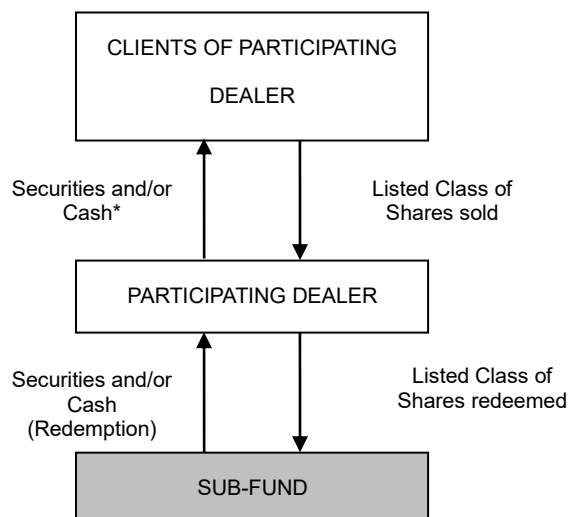 CLIENTS OF PARTICIPATING
DEALER
Securities and/or
Cash*
Listed Class of
Shares sold
PARTICIPATING DEALER
Securities and/or
Cash
(Redemption)
Listed Class of
Shares redeemed
SUB-FUND